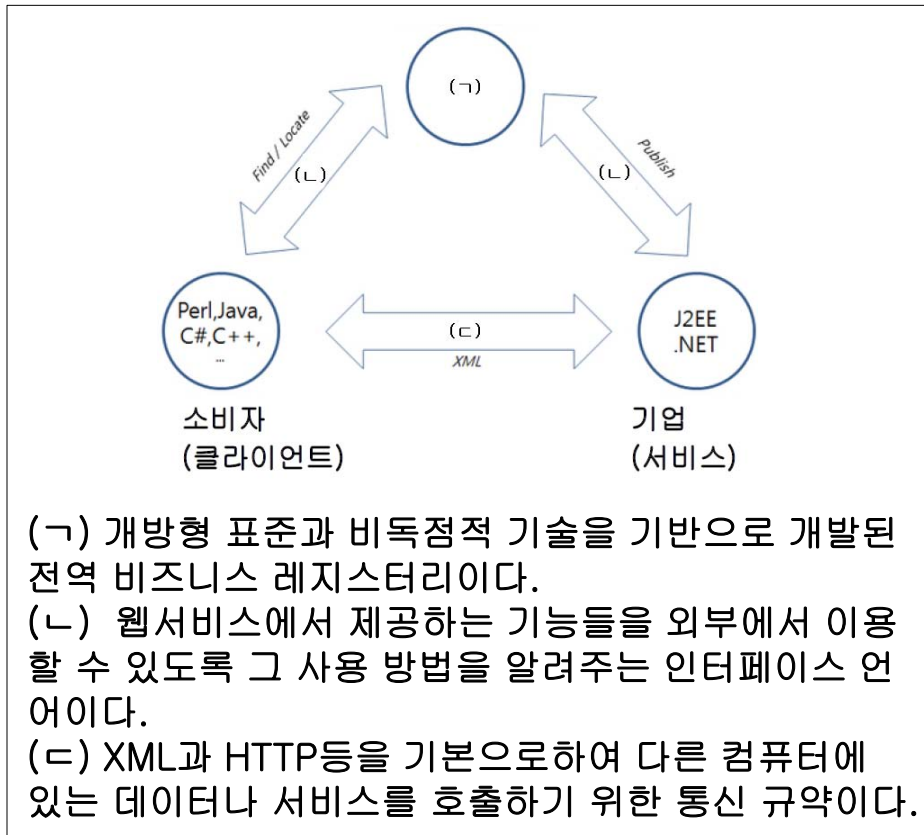 (ㄱ)
Find / Locate
(ㄴ)
(ㄴ)
Publish
Perl,Java,
C#,C++,
...
(ㄷ)
XML
J2EE
.NET
소비자
(클라이언트)
기업
(서비스)
(ㄱ) 개방형 표준과 비독점적 기술을 기반으로 개발된
전역 비즈니스 레지스터리이다.
(ㄴ) 웹서비스에서 제공하는 기능들을 외부에서 이용
할 수 있도록 그 사용 방법을 알려주는 인터페이스 언
어이다.
(ㄷ) XML과 HTTP등을 기본으로하여 다른 컴퓨터에
있는 데이터나 서비스를 호출하기 위한 통신 규약이다.